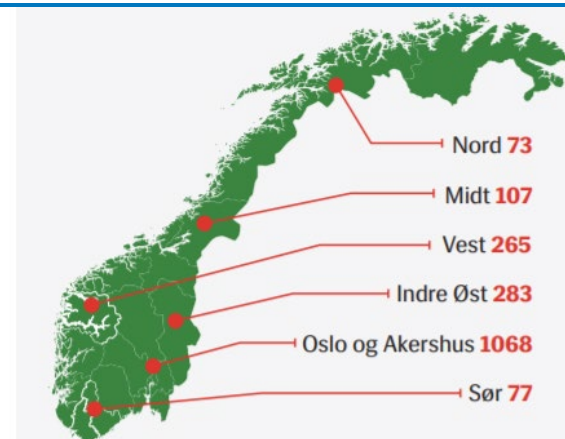 Nord 73
Midt 107
Vest 265
Indre Øst 283
Oslo og Akershus 1068
Sør 77